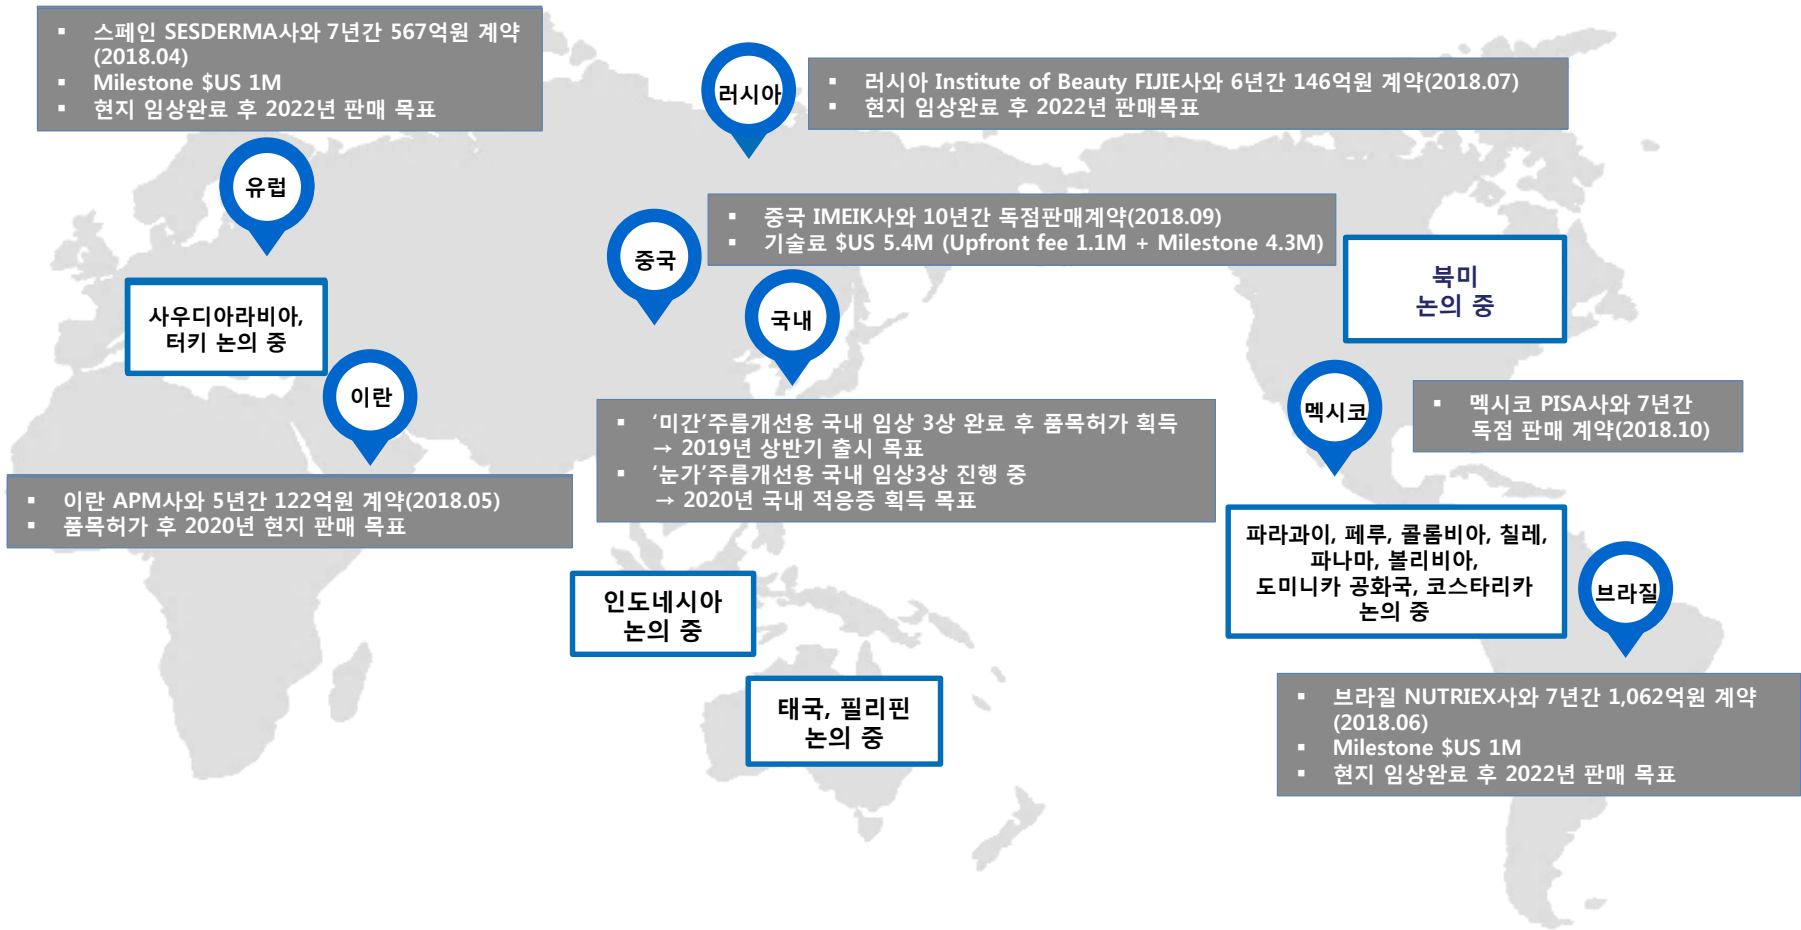 ▪ 스페인 SESDERMA사와 7년간 567억원 계약
(2018.04)
▪ Milestone $US 1M
▪ 현지 임상완료 후 2022년 판매 목표
러시아
▪ 러시아 Institute of Beauty FIJIE사와 6년간 146억원 계약(2018.07)
▪ 현지 임상완료 후 2022년 판매목표
유럽
중국
▪ 중국 IMEIK사와 10년간 독점판매계약(2018.09)
▪ 기술료 $US 5.4M (Upfront fee 1.1M + Milestone 4.3M)
북미
논의 중
사우디아라비아,
터키 논의 중
국내
이란
멕시코
▪ 멕시코 PISA사와 7년간
독점 판매 계약(2018.10)
▪ ‘미간’주름개선용 국내 임상 3상 완료 후 품목허가 획득
→ 2019년 상반기 출시 목표
▪ ‘눈가’주름개선용 국내 임상3상 진행 중
→ 2020년 국내 적응증 획득 목표
▪ 이란 APM사와 5년간 122억원 계약(2018.05)
▪ 품목허가 후 2020년 현지 판매 목표
파라과이, 페루, 콜롬비아, 칠레,
파나마, 볼리비아,
도미니카 공화국, 코스타리카
논의 중
브라질
인도네시아
논의 중
태국, 필리핀
논의 중
▪ 브라질 NUTRIEX사와 7년간 1,062억원 계약
(2018.06)
▪ Milestone $US 1M
▪ 현지 임상완료 후 2022년 판매 목표